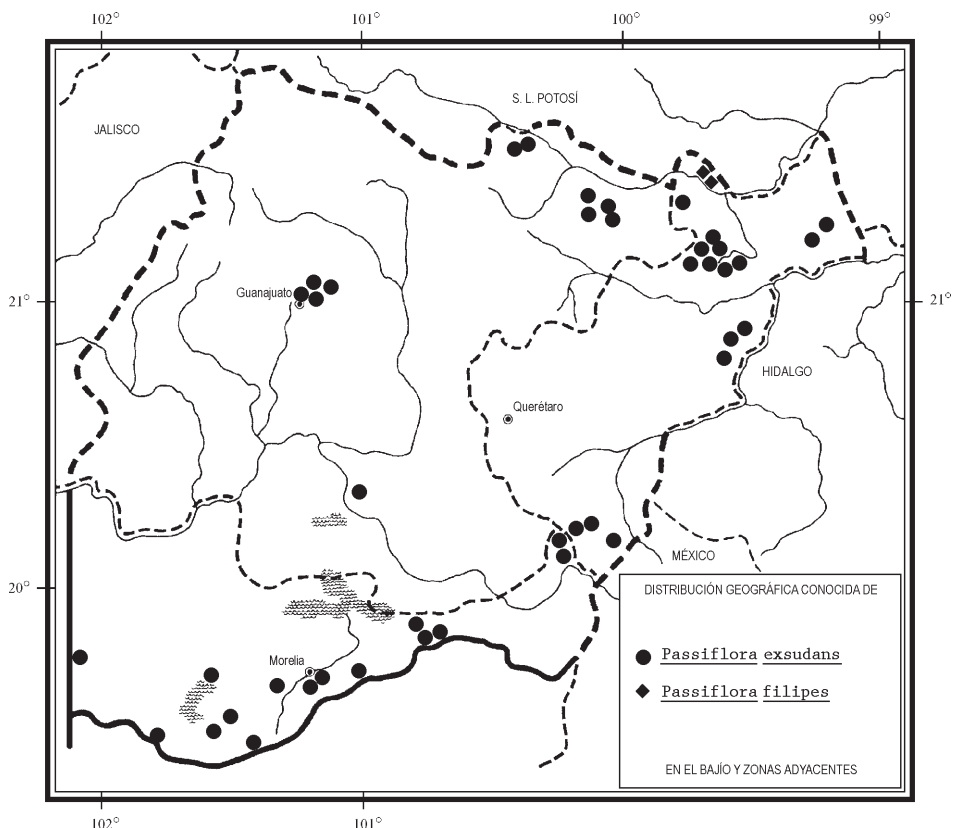 102° 101° 100° 99°
S. L. POTOSÍ
JALISCO
Guanajuato
21° 21°
HIDALGO
Querétaro
MÉXICO
20°
DISTRIBUCIÓN GEOGRÁFICA CONOCIDA DE
Passiflora exsudans
Morelia
Passiflora filipes
EN EL BAJÍO Y ZONAS ADYACENTES
102° 101°